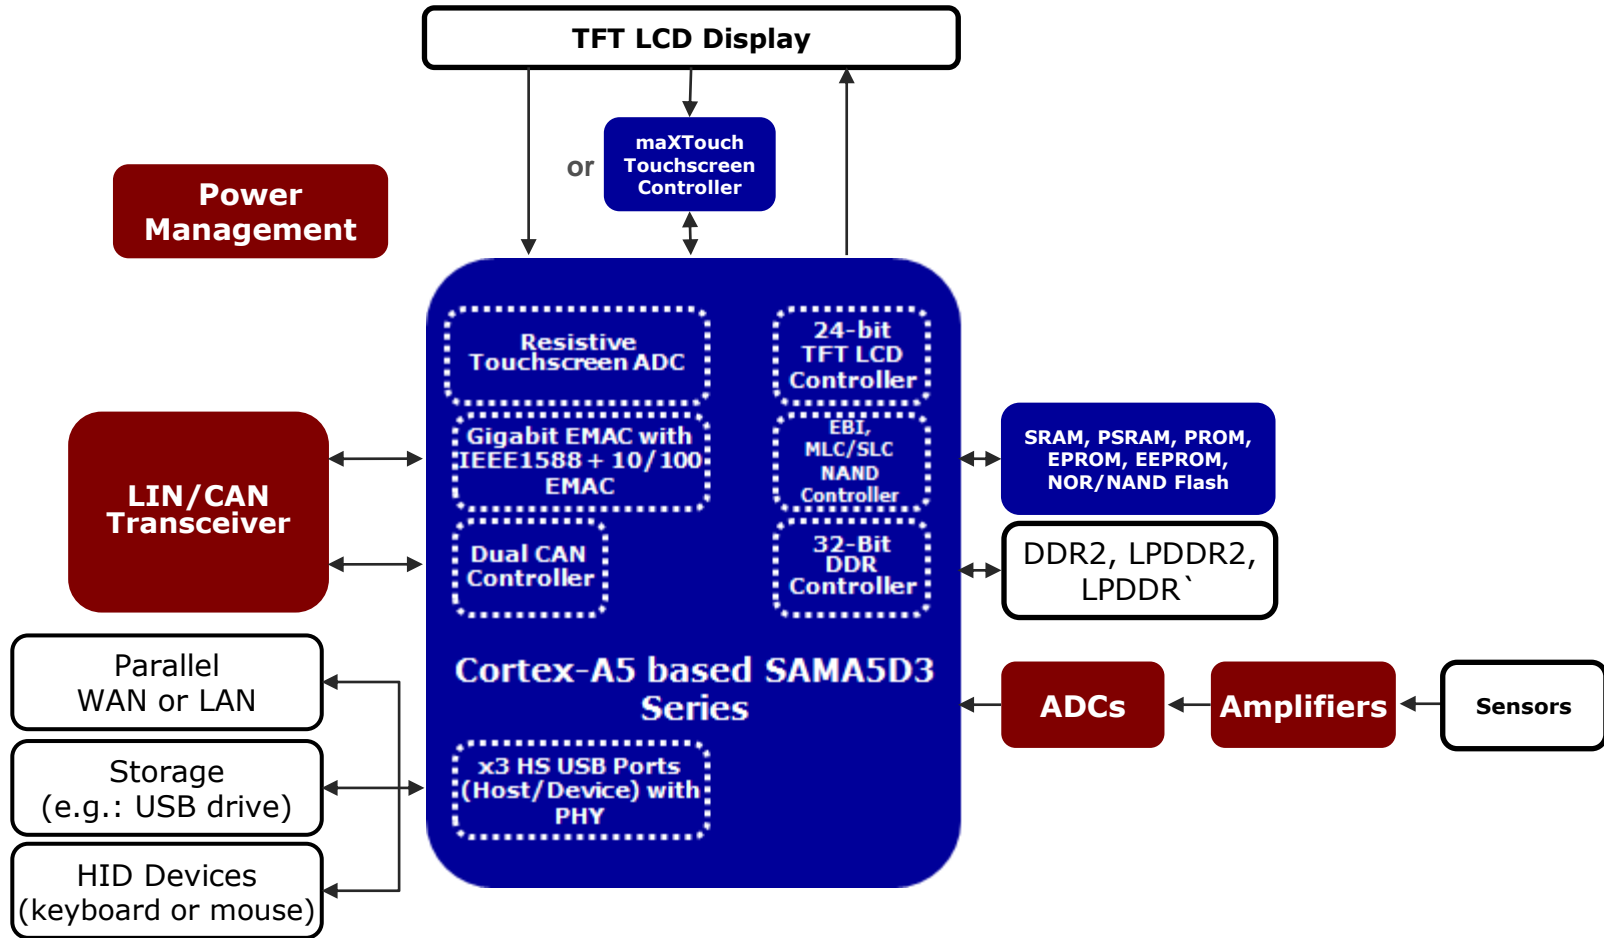 TFT LCD Display
maXTouch
Touchscreen
Controller
or
Power
Management
Resistive
Touchscreen ADC
24-bit
TFT LCD
Controller
Gigabit EMAC with
IEEE1588 + 10/100
EMAC
EBI,
MLC/SLC
NAND
Controller
SRAM, PSRAM, PROM,
EPROM, EEPROM,
NOR/NAND Flash
LIN/CAN
Transceiver
Dual CAN
Controller
32-Bit
DDR
Controller
DDR2, LPDDR2,
LPDDR`
Parallel
WAN or LAN
Cortex-A5 based SAMA5D3
Series
ADCs
Amplifiers
Sensors
Storage
(e.g.: USB drive)
x3 HS USB Ports
(Host/Device) with
PHY
HID Devices
(keyboard or mouse)